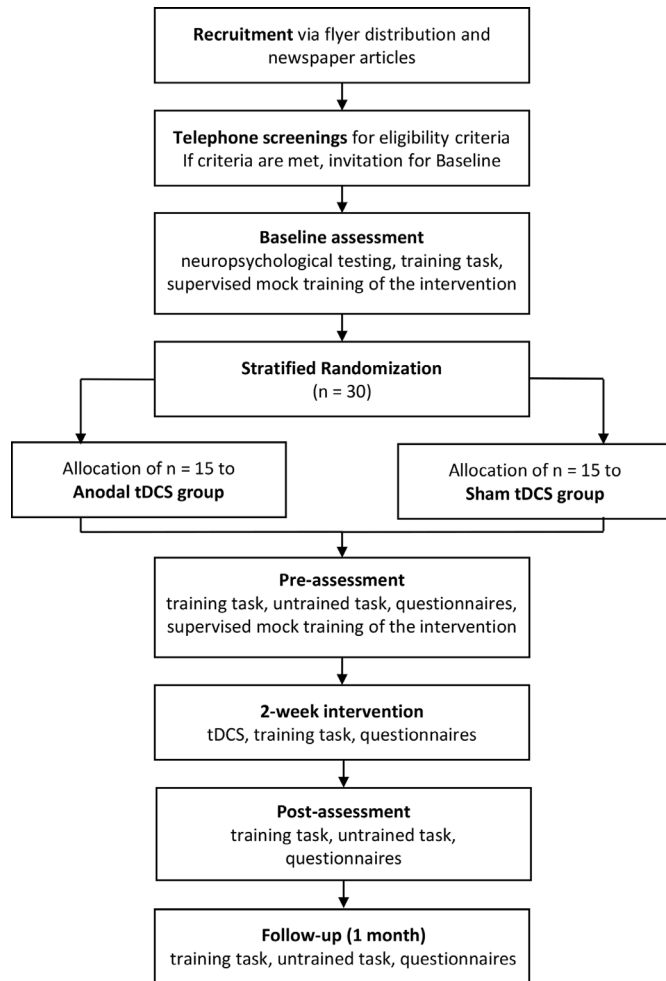 Recruitment via flyer distribution and
newspaper articles
Telephone screenings for eligibility criteria
If criteria are met, invitation for Baseline
Baseline assessment
neuropsychological testing, training task,
supervised mock training of the intervention
Stratified Randomization
(n = 30)
Allocation of n = 15 to
Anodal tDCS group
Allocation of n = 15 to
Sham tDCS group
Pre-assessment
training task, untrained task, questionnaires,
supervised mock training of the intervention
2-week intervention
tDCS, training task, questionnaires
Post-assessment
training task, untrained task,
questionnaires
Follow-up (1 month)
training task, untrained task, questionnaires